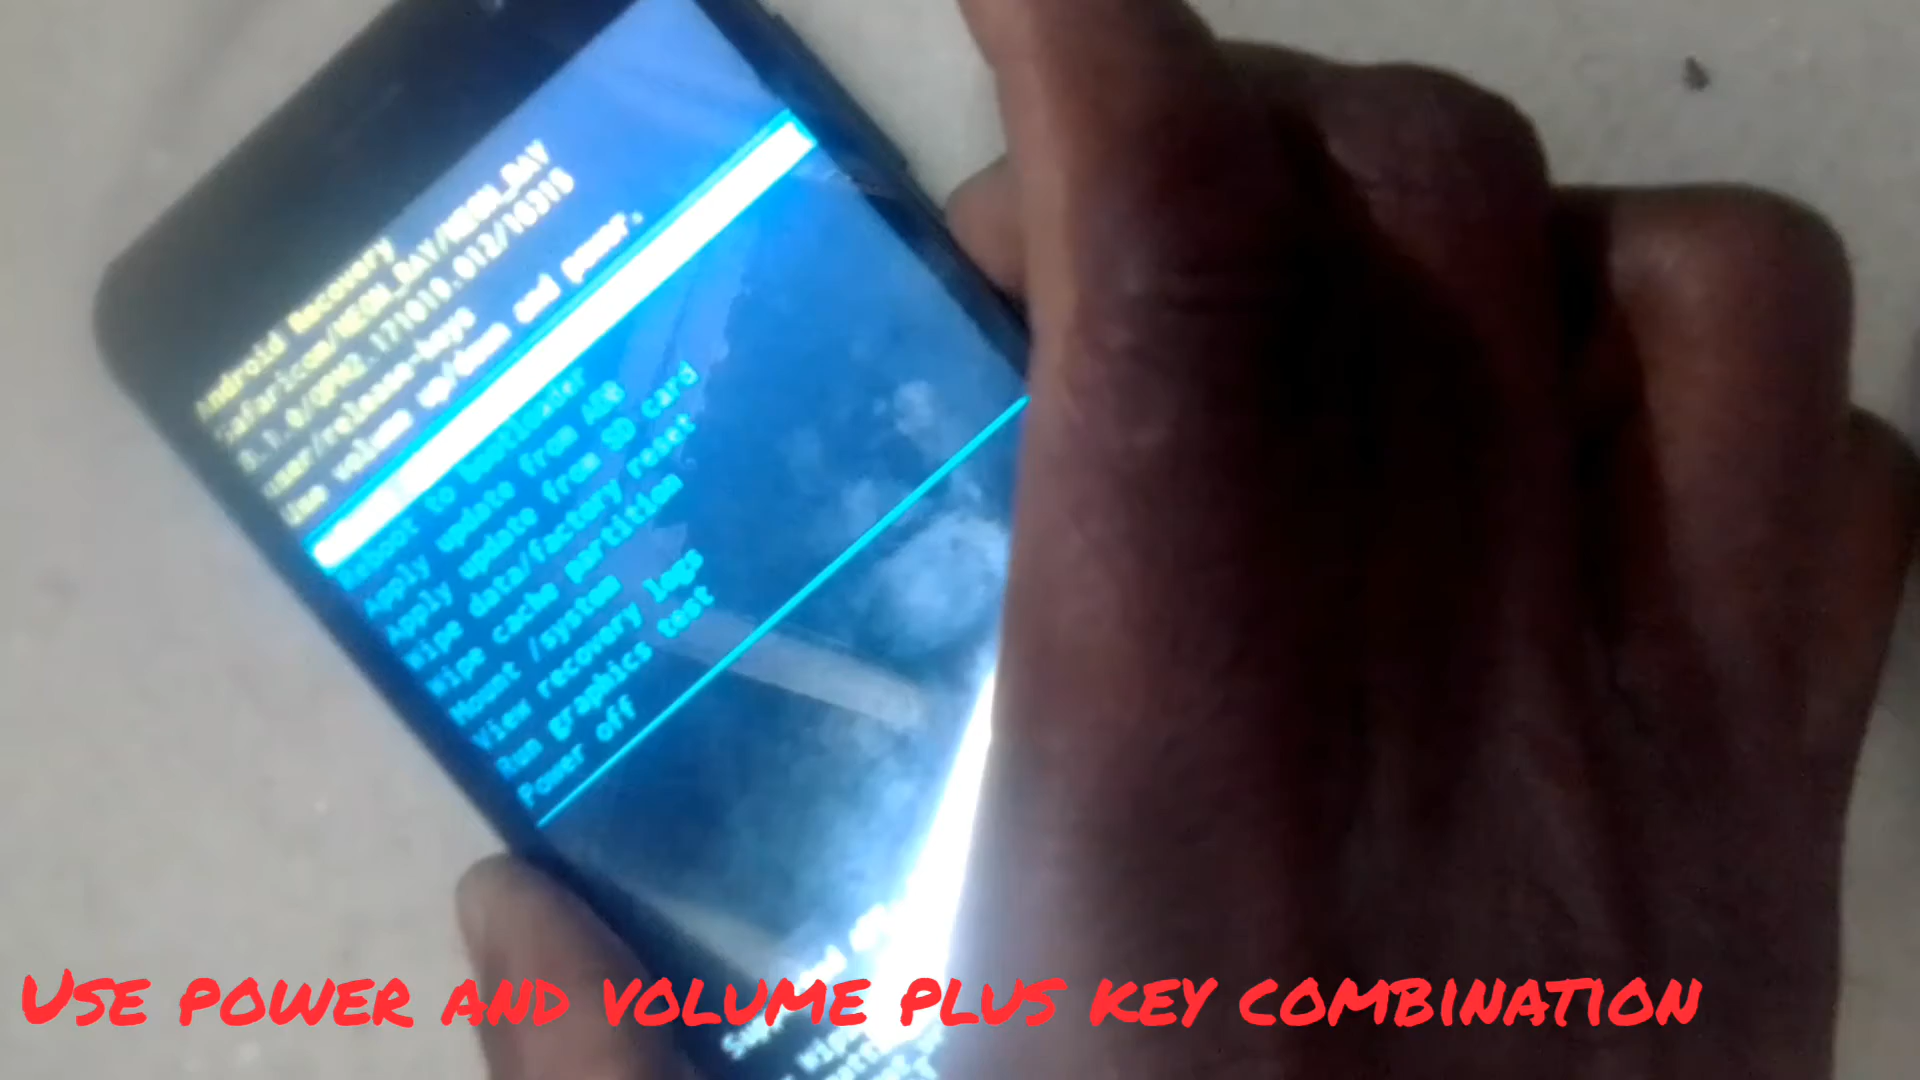 Android Recovery
Safaricom/NEON_RAY/NEON_RAY
8.1.0/OPM2.171019.012/10316
user/release-keys
Use volume up/down and power.
Reboot to bootloader
Apply update from ADB
Apply update from SD card
Wipe data/factory reset
Wipe cache partition
Mount /system
View recovery logs
Run graphics test
Power off
USE POWER AND VOLUME PLUS KEY COMBINATION